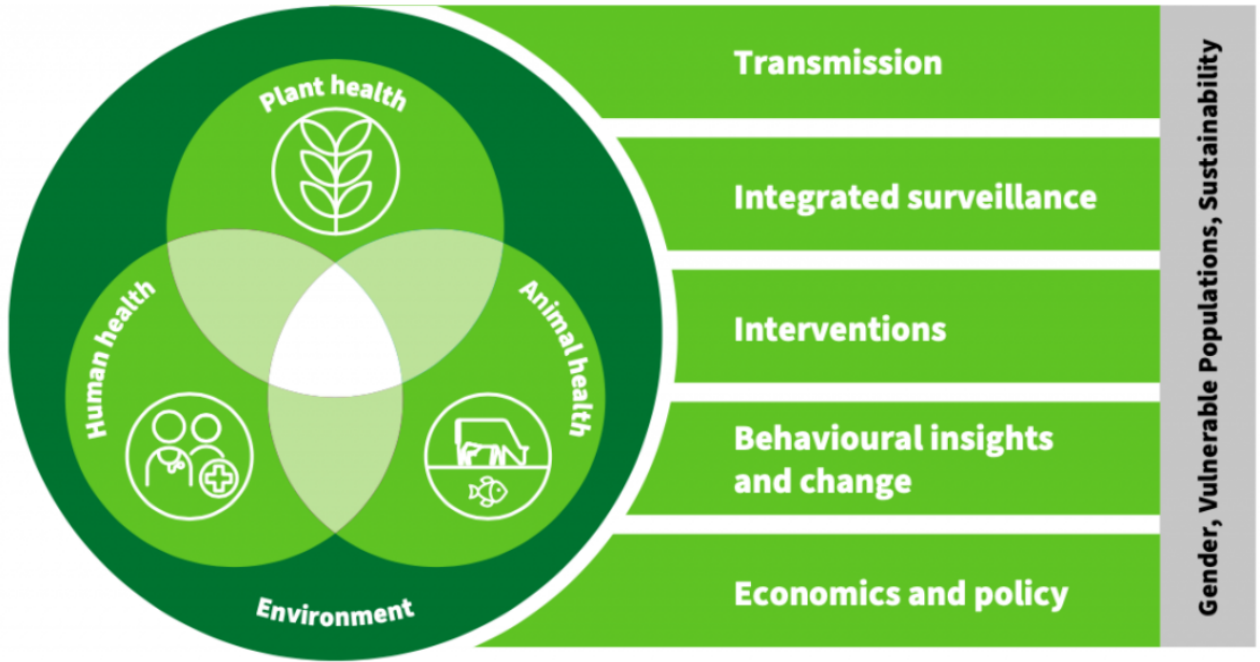 Plant health
Human health
Animal health
Environment
Transmission
Integrated surveillance
Interventions
Behavioural insights
and change
Economics and policy
Gender, Vulnerable Populations, Sustainability